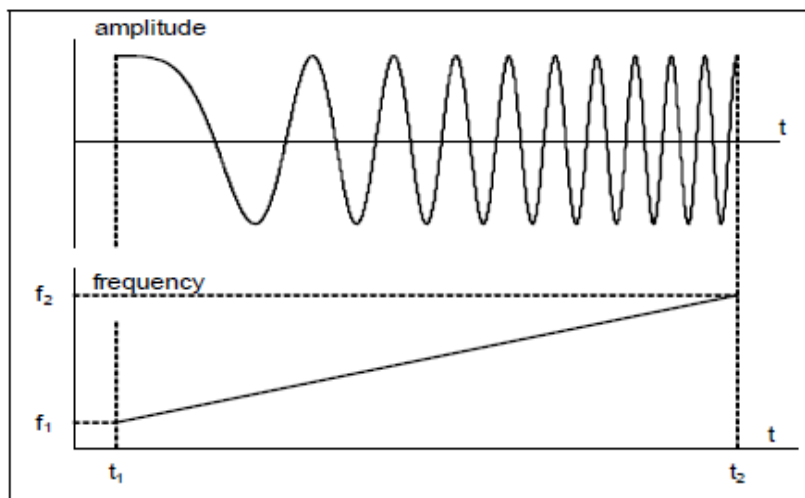 amplitude
t
frequency
f₂
f₁
t
t₁
t₂